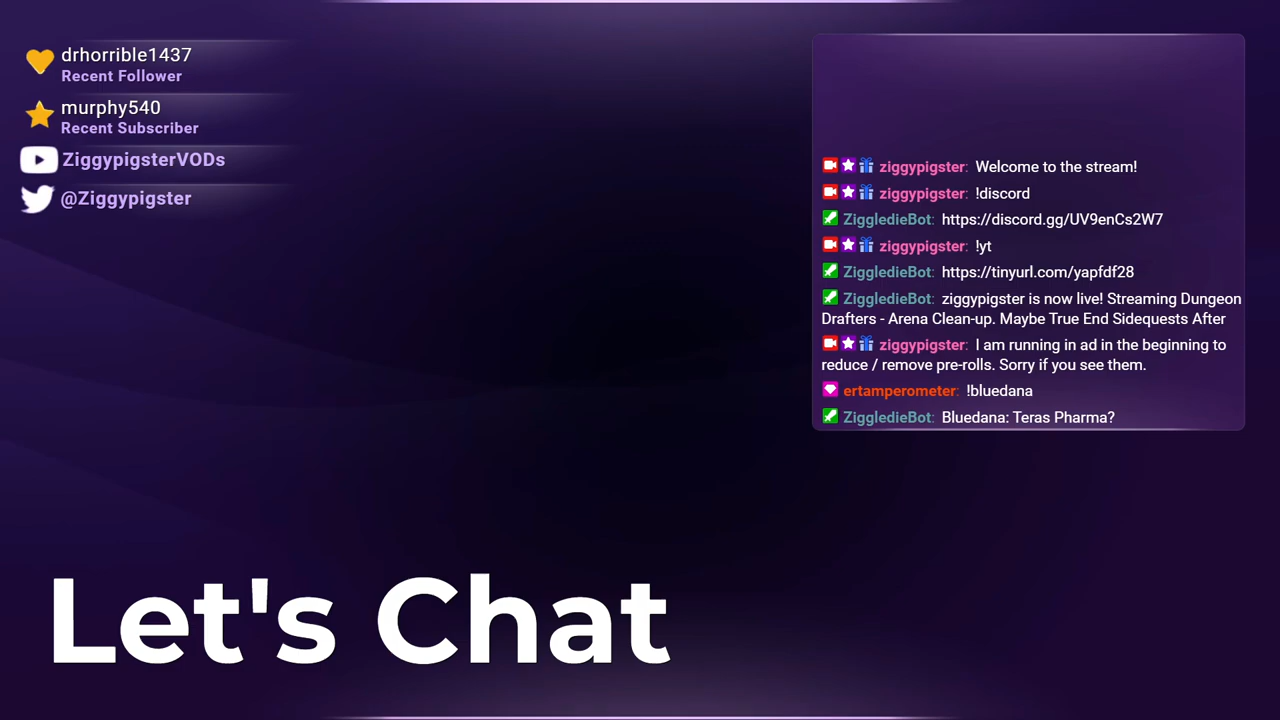 drhorrible1437
Recent Follower
murphy540
Recent Subscriber
ZiggypigsterVODs
@Ziggypigster
ziggypigster: Welcome to the stream!
ziggypigster: !discord
ZiggledieBot: https://discord.gg/UV9enCs2W7
ziggypigster: !yt
ZiggledieBot: https://tinyurl.com/yapfdf28
ZiggledieBot: ziggypigster is now live! Streaming Dungeon
Drafters - Arena Clean-up. Maybe True End Sidequests After
ziggypigster: I am running in ad in the beginning to
reduce / remove pre-rolls. Sorry if you see them.
ertamperometer: !bluedana
ZiggledieBot: Bluedana: Teras Pharma?
Let's Chat